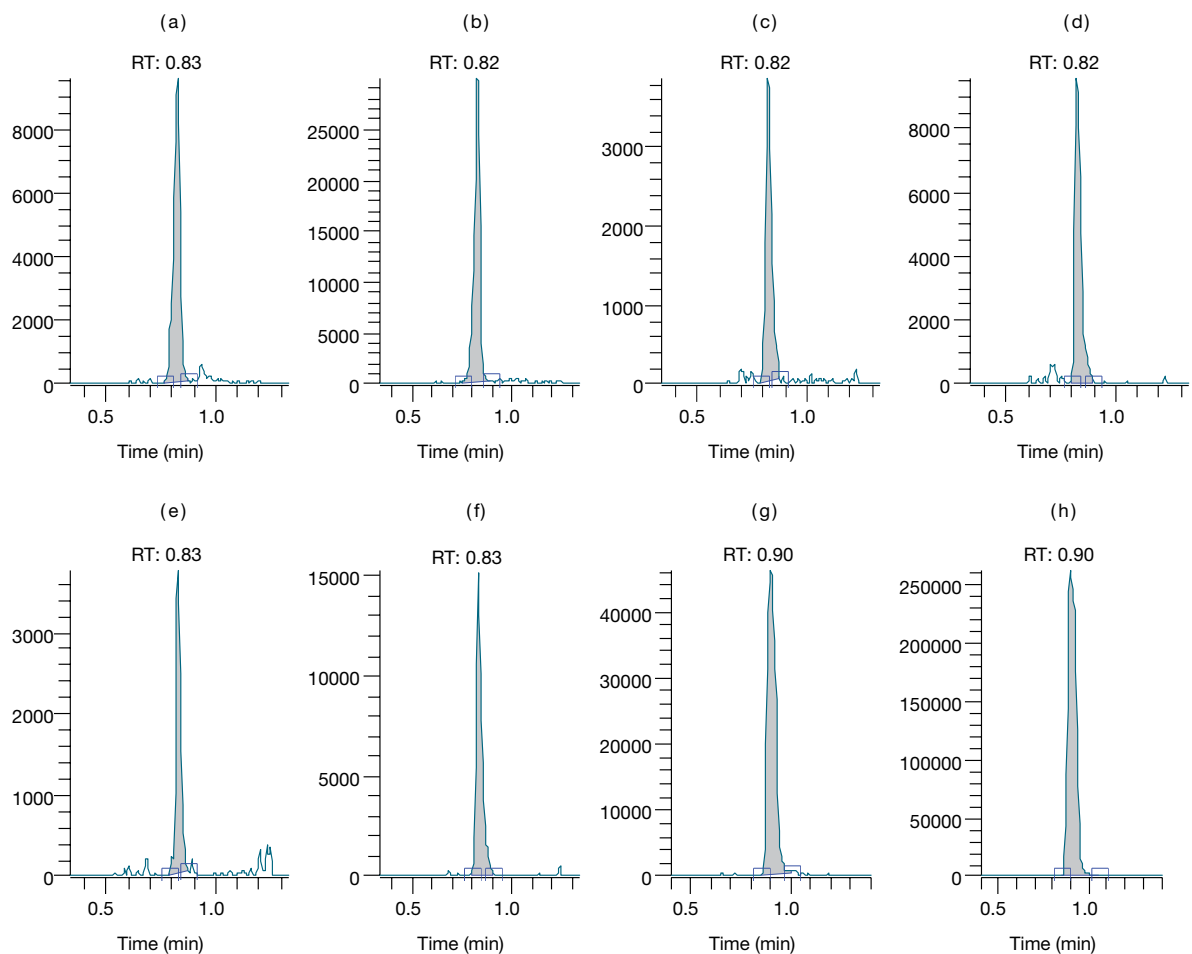 (a)
RT: 0.83
8000
6000
4000
2000
0
0.5 1.0
Time (min)
(b)
RT: 0.82
25000
20000
15000
10000
5000
0
0.5 1.0
Time (min)
(c)
RT: 0.82
3000
2000
1000
0
0.5 1.0
Time (min)
(d)
RT: 0.82
8000
6000
4000
2000
0
0.5 1.0
Time (min)
(e)
RT: 0.83
3000
2000
1000
0
0.5 1.0
Time (min)
(f)
RT: 0.83
15000
10000
5000
0
0.5 1.0
Time (min)
(g)
RT: 0.90
40000
30000
20000
10000
0
0.5 1.0
Time (min)
(h)
RT: 0.90
250000
200000
150000
100000
50000
0
0.5 1.0
Time (min)